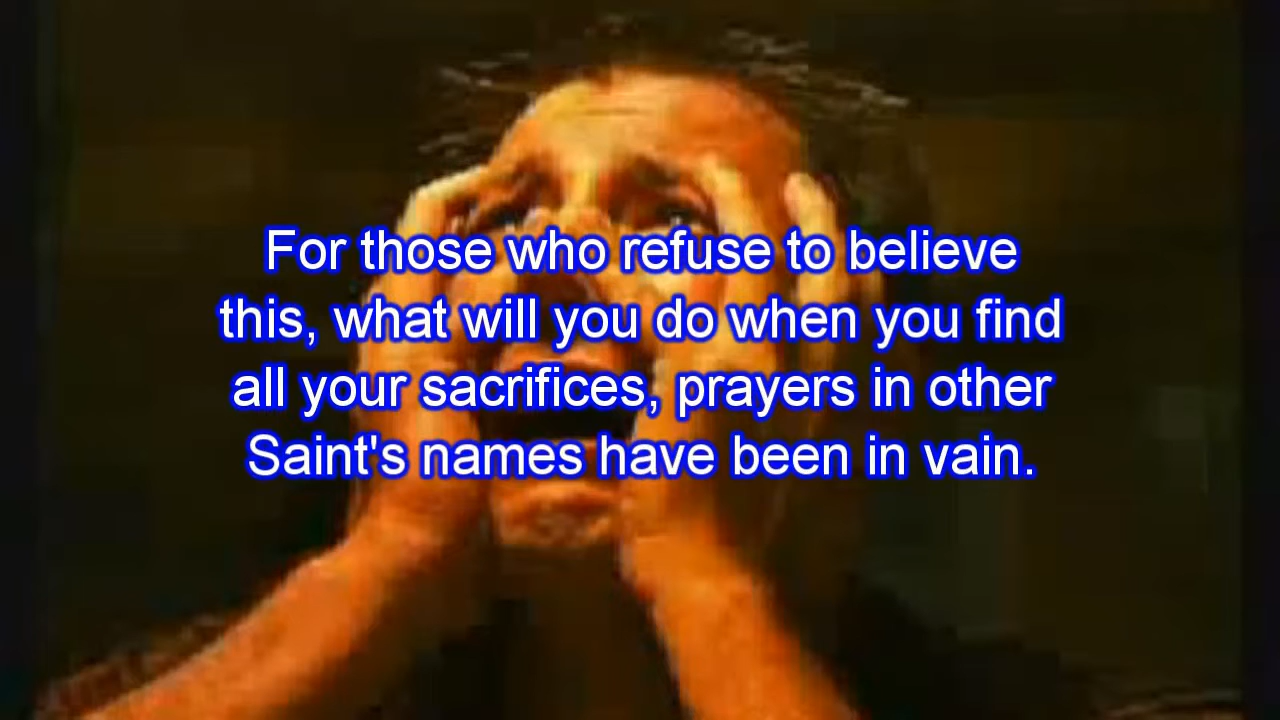 For those who refuse to believe
this, what will you do when you find
all your sacrifices, prayers in other
Saint's names have been in vain.